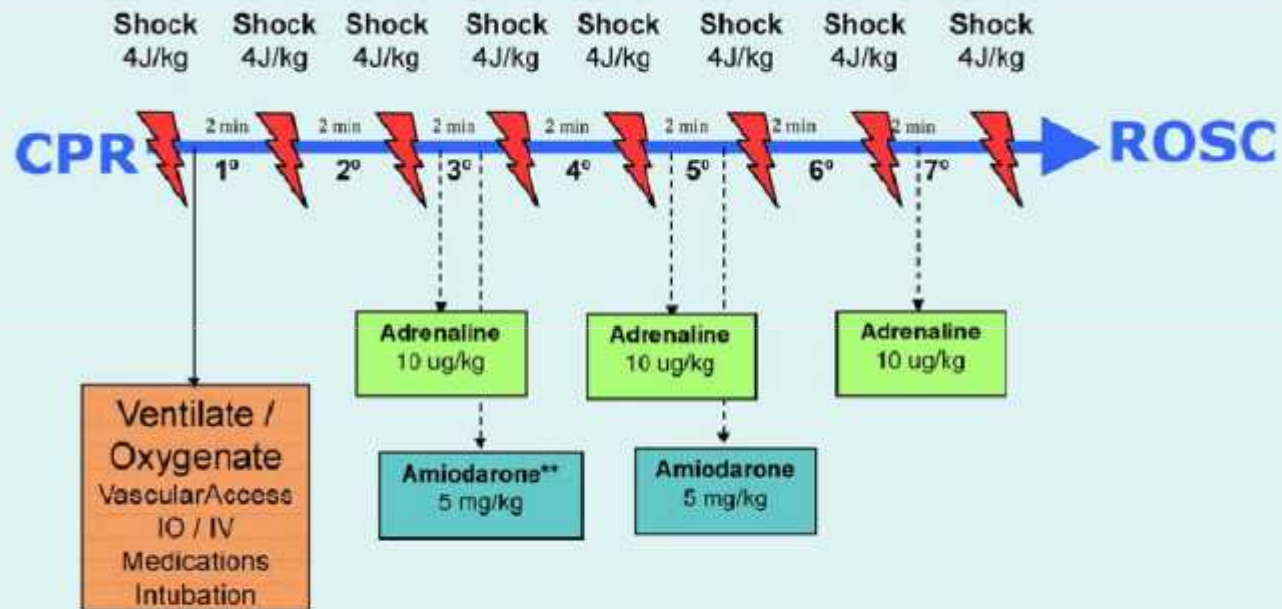 Shock Shock Shock Shock Shock Shock Shock Shock
4J/kg 4J/kg 4J/kg 4J/kg 4J/kg 4J/kg 4J/kg 4J/kg
2 min 2 min 2 min 2 min 2 min 2 min 2 min
CPR ROSC
1º 2º 3º 4º 5º 6º 7º
Adrenaline
10 ug/kg
Adrenaline
10 ug/kg
Adrenaline
10 ug/kg
Ventilate /
Oxygenate
VascularAccess
IO / IV
Medications
Intubation
Amiodarone**
5 mg/kg
Amiodarone
5 mg/kg